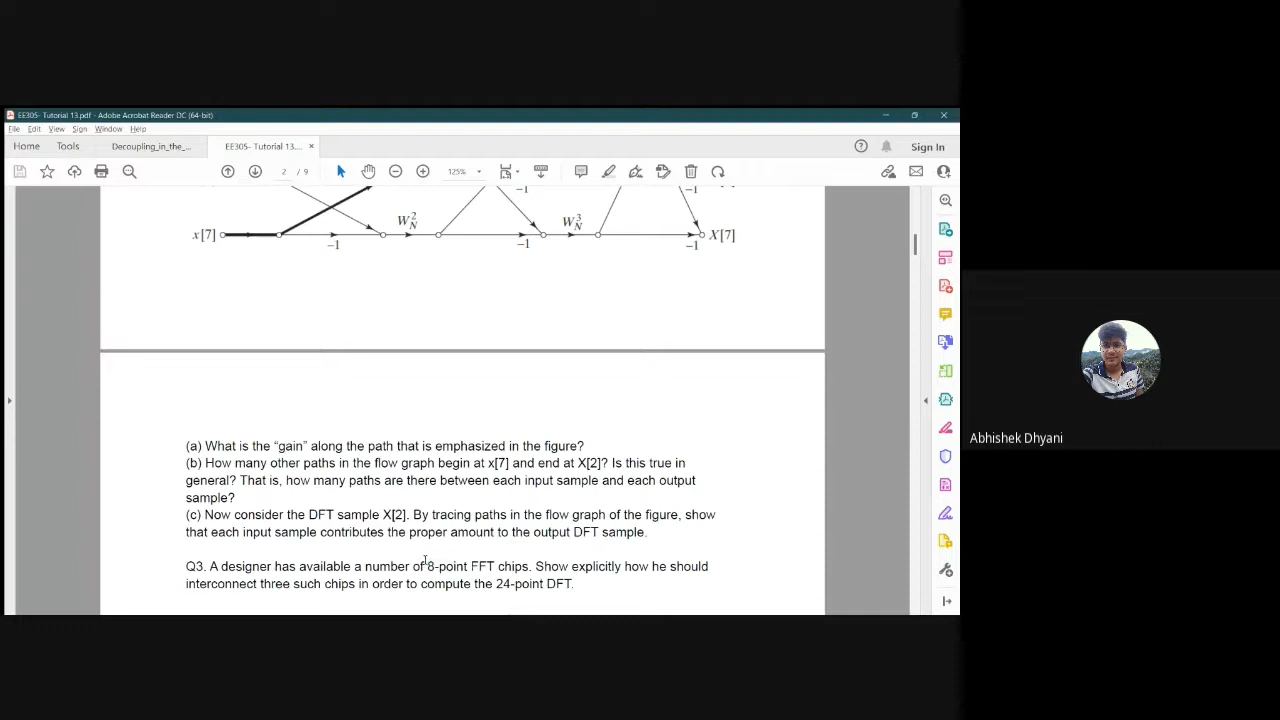 EE305- Tutorial 13.pdf - Adobe Acrobat Reader DC (64-bit)
File Edit View Sign Window Help
Home Tools Decoupling_in_the_... EE305- Tutorial 13.... × Sign In
2 / 9 125%
-1 -1
x[7] -1 W_N^2 -1 W_N^3 -1 X[7]
(a) What is the “gain” along the path that is emphasized in the figure?
(b) How many other paths in the flow graph begin at x[7] and end at X[2]? Is this true in
general? That is, how many paths are there between each input sample and each output
sample?
(c) Now consider the DFT sample X[2]. By tracing paths in the flow graph of the figure, show
that each input sample contributes the proper amount to the output DFT sample.
Q3. A designer has available a number of 8-point FFT chips. Show explicitly how he should
interconnect three such chips in order to compute the 24-point DFT.
Abhishek Dhyani